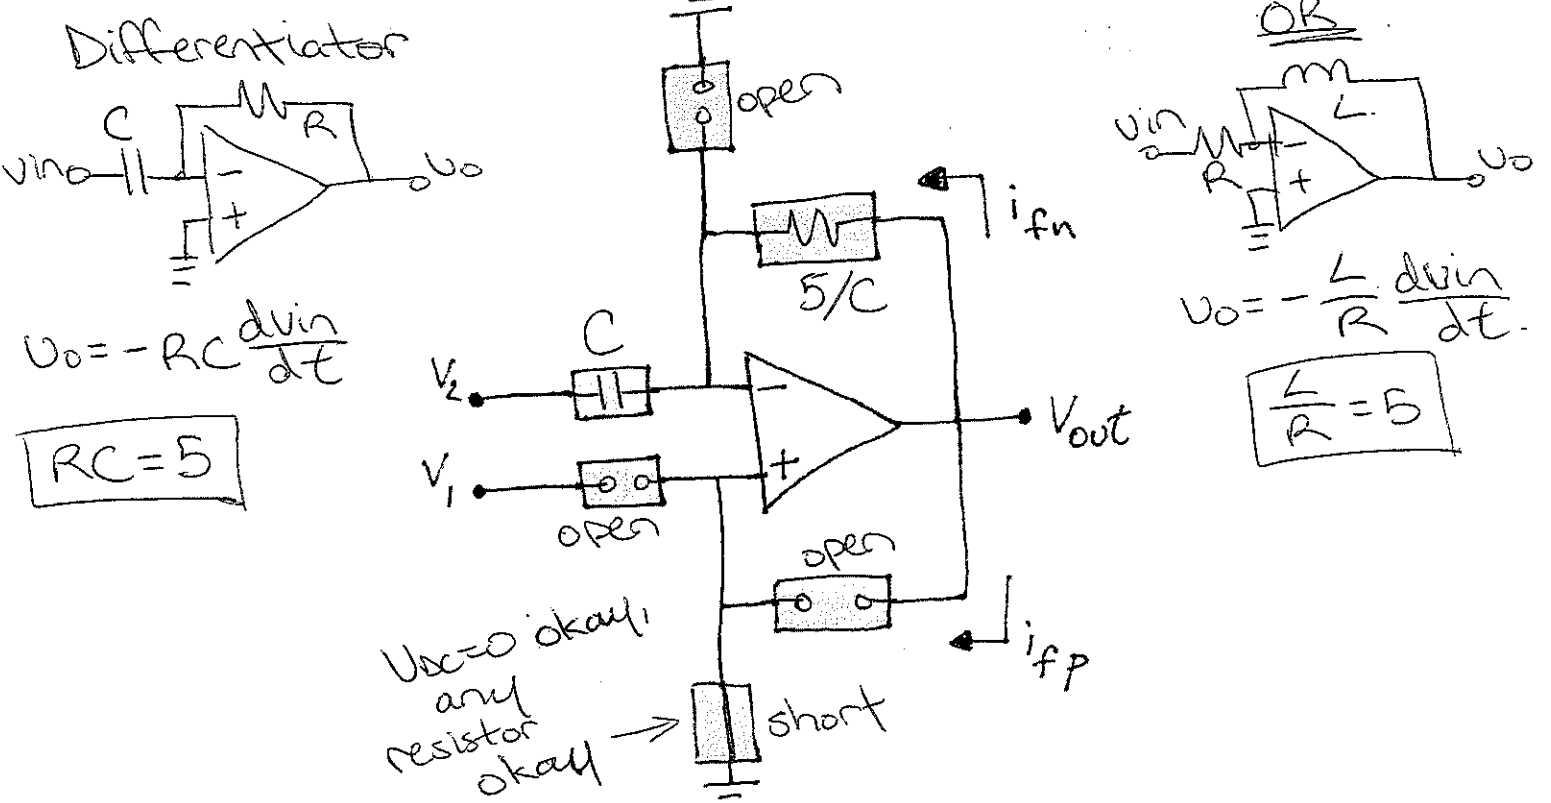 Differentiator
C
R
vin
−
+
vo
vo = −RC dvin/dt
RC = 5
open
ifn
5/C
C
V2
V1
−
+
Vout
open
open
ifp
VDC=0 okay,
any
resistor
okay
short
OR
L
vin
R
−
+
vo
vo = − L/R dvin/dt.
L/R = 5